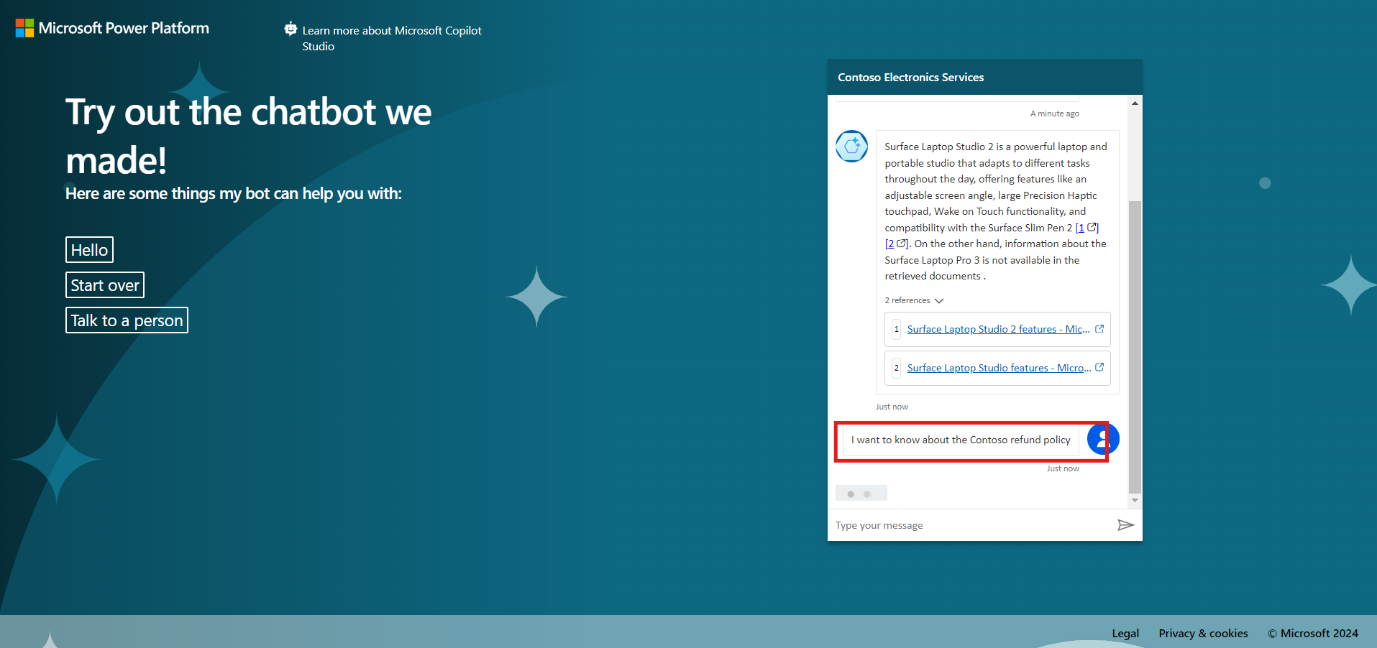 Microsoft Power Platform
Learn more about Microsoft Copilot
Studio
Try out the chatbot we
made!
Here are some things my bot can help you with:
Hello
Start over
Talk to a person
Contoso Electronics Services
A minute ago
Surface Laptop Studio 2 is a powerful laptop and
portable studio that adapts to different tasks
throughout the day, offering features like an
adjustable screen angle, large Precision Haptic
touchpad, Wake on Touch functionality, and
compatibility with the Surface Slim Pen 2 [1]
[2]. On the other hand, information about the
Surface Laptop Pro 3 is not available in the
retrieved documents .
2 references
1 Surface Laptop Studio 2 features - Mic...
2 Surface Laptop Studio features - Micro...
Just now
I want to know about the Contoso refund policy
Just now
Type your message
Legal Privacy & cookies © Microsoft 2024